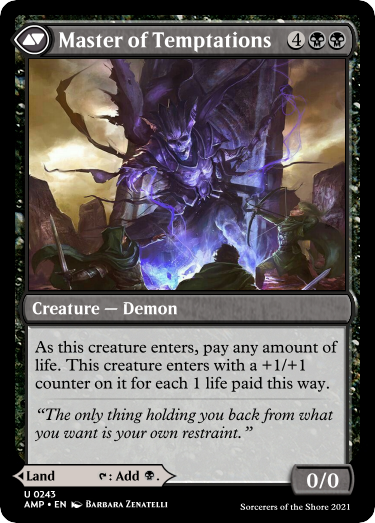 Master of Temptations 4
Creature — Demon
As this creature enters, pay any amount of
life. This creature enters with a +1/+1
counter on it for each 1 life paid this way.
“The only thing holding you back from what
you want is your own restraint.”
Land : Add .
0/0
U 0243
AMP • EN Barbara Zenatelli
Sorcerers of the Shore 2021